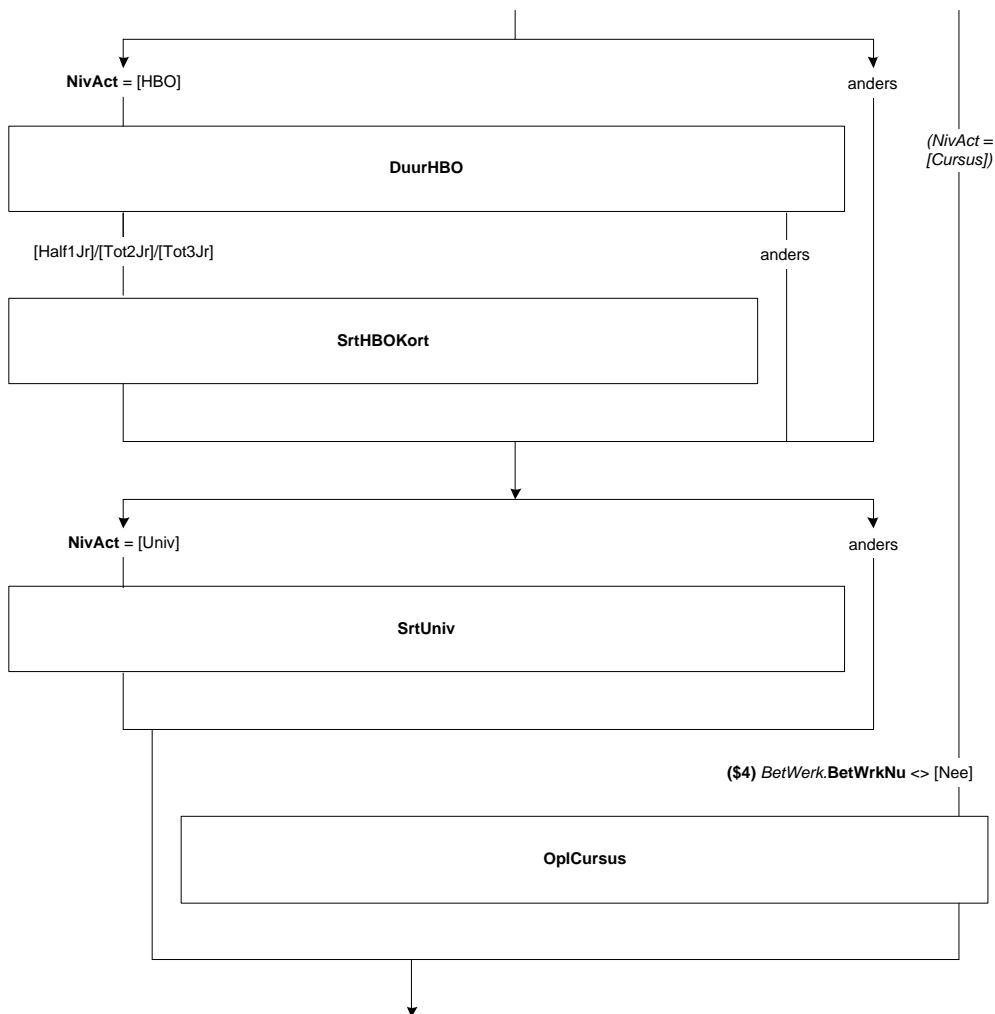 NivAct = [HBO]
anders
(NivAct =
[Cursus])
DuurHBO
[Half1Jr]/[Tot2Jr]/[Tot3Jr]
anders
SrtHBOKort
NivAct = [Univ]
anders
SrtUniv
($4) BetWerk.BetWrkNu <> [Nee]
OplCursus